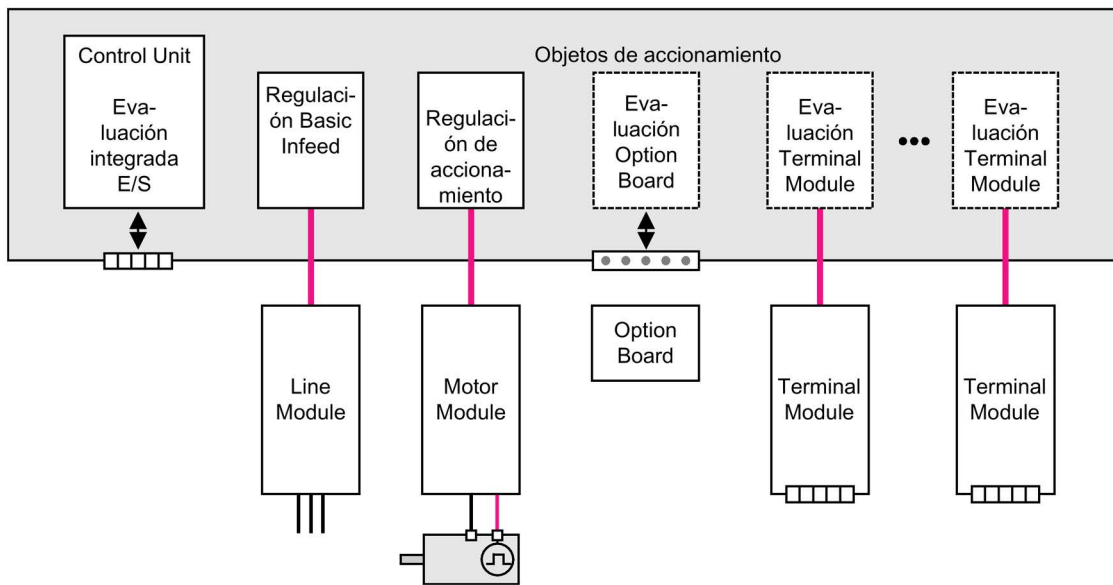 Objetos de accionamiento
Control Unit
Eva-
luación
integrada
E/S
Regulaci-
ón Basic
Infeed
Regulaci-
ón de
accciona-
miento
Eva-
luación
Option
Board
Eva-
luación
Terminal
Module
Eva-
luación
Terminal
Module
Line
Module
Motor
Module
Option
Board
Terminal
Module
Terminal
Module